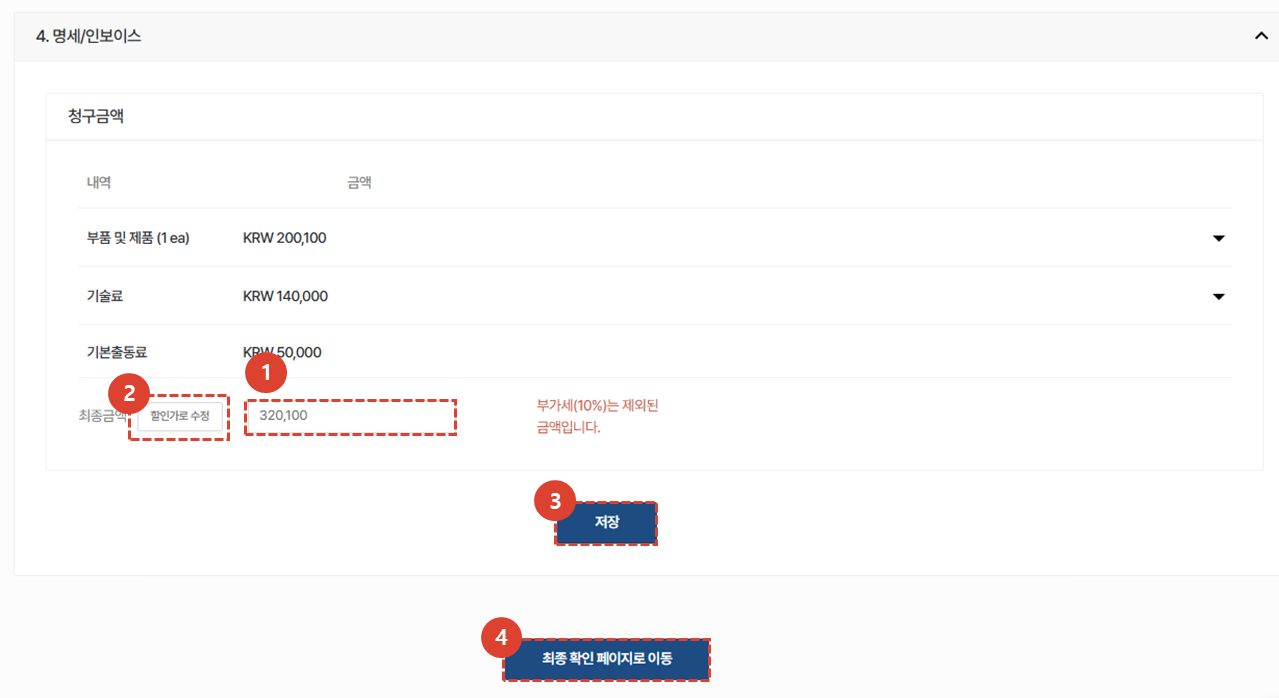 4. 명세/인보이스
청구금액
내역 금액
부품 및 제품 (1 ea) KRW 200,100
기술료 KRW 140,000
기본출동료 KRW 50,000
1
2
최종금액 할인가로 수정 320,100 부가세(10%)는 제외된
금액입니다.
3
저장
4
최종 확인 페이지로 이동